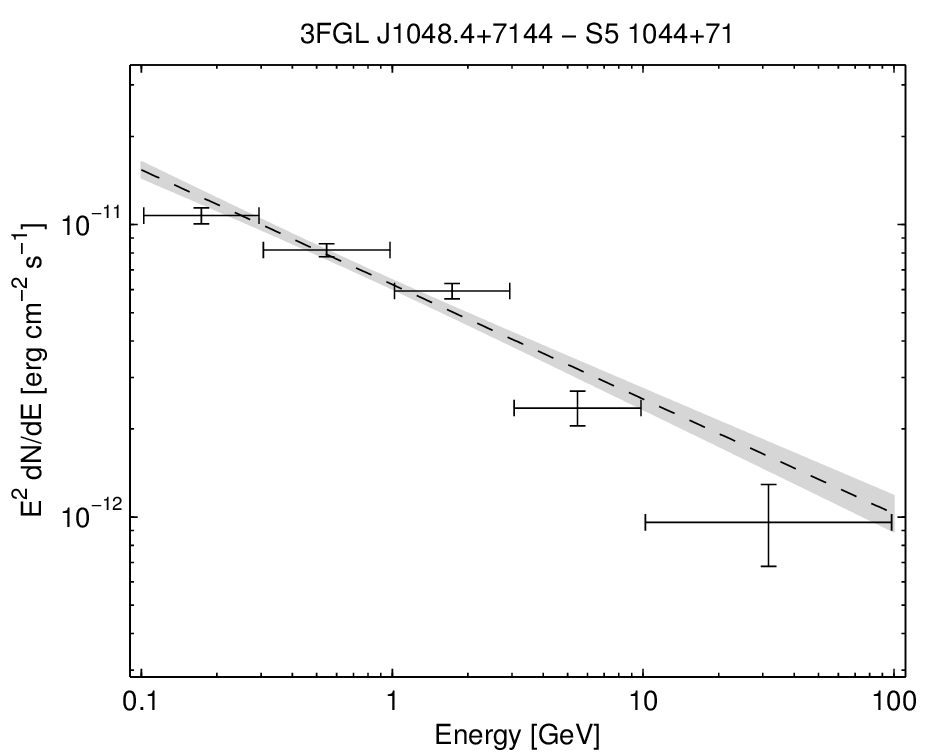 3FGL J1048.4+7144 − S5 1044+71
E² dN/dE [erg cm⁻² s⁻¹]
10⁻¹¹
10⁻¹²
0.1 1 10 100
Energy [GeV]